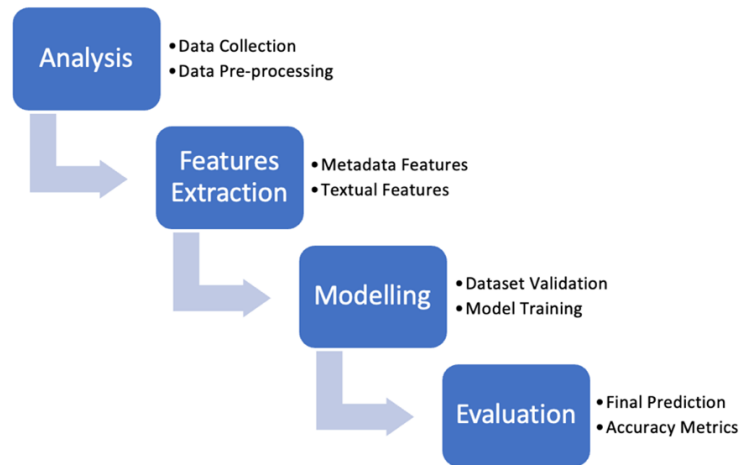 Analysis
•Data Collection
•Data Pre-processing
Features
Extraction
•Metadata Features
•Textual Features
Modelling
•Dataset Validation
•Model Training
Evaluation
•Final Prediction
•Accuracy Metrics